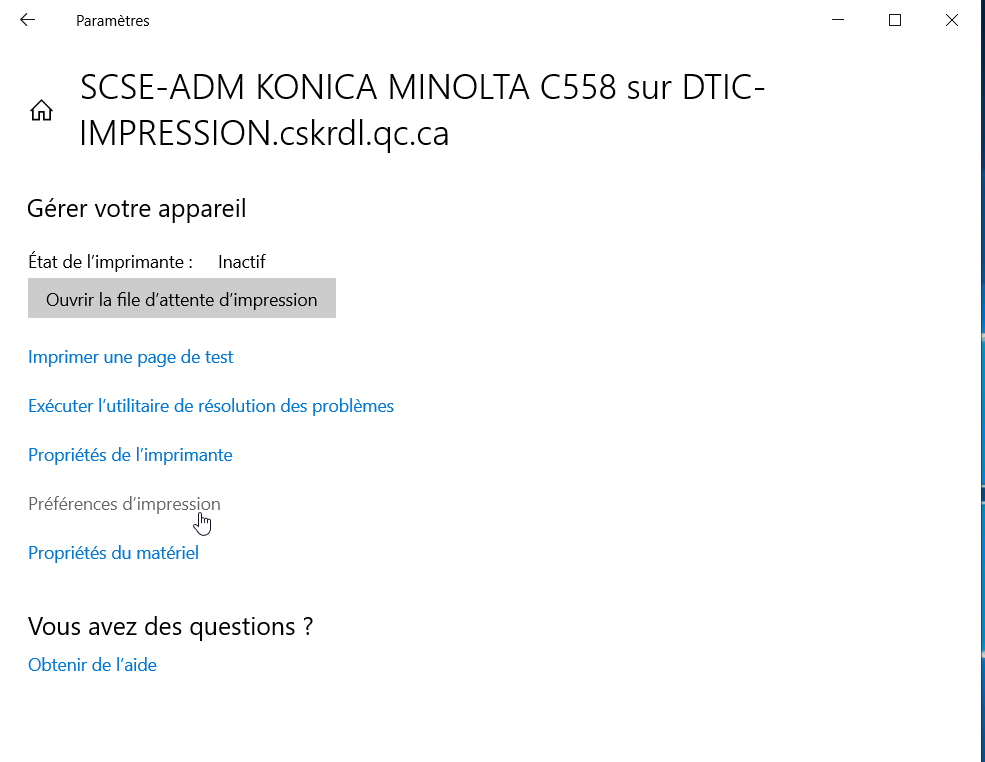 Paramètres
SCSE-ADM KONICA MINOLTA C558 sur DTIC-
IMPRESSION.cskrdl.qc.ca
Gérer votre appareil
État de l’imprimante : Inactif
Ouvrir la file d’attente d’impression
Imprimer une page de test
Exécuter l’utilitaire de résolution des problèmes
Propriétés de l’imprimante
Préférences d’impression
Propriétés du matériel
Vous avez des questions ?
Obtenir de l’aide